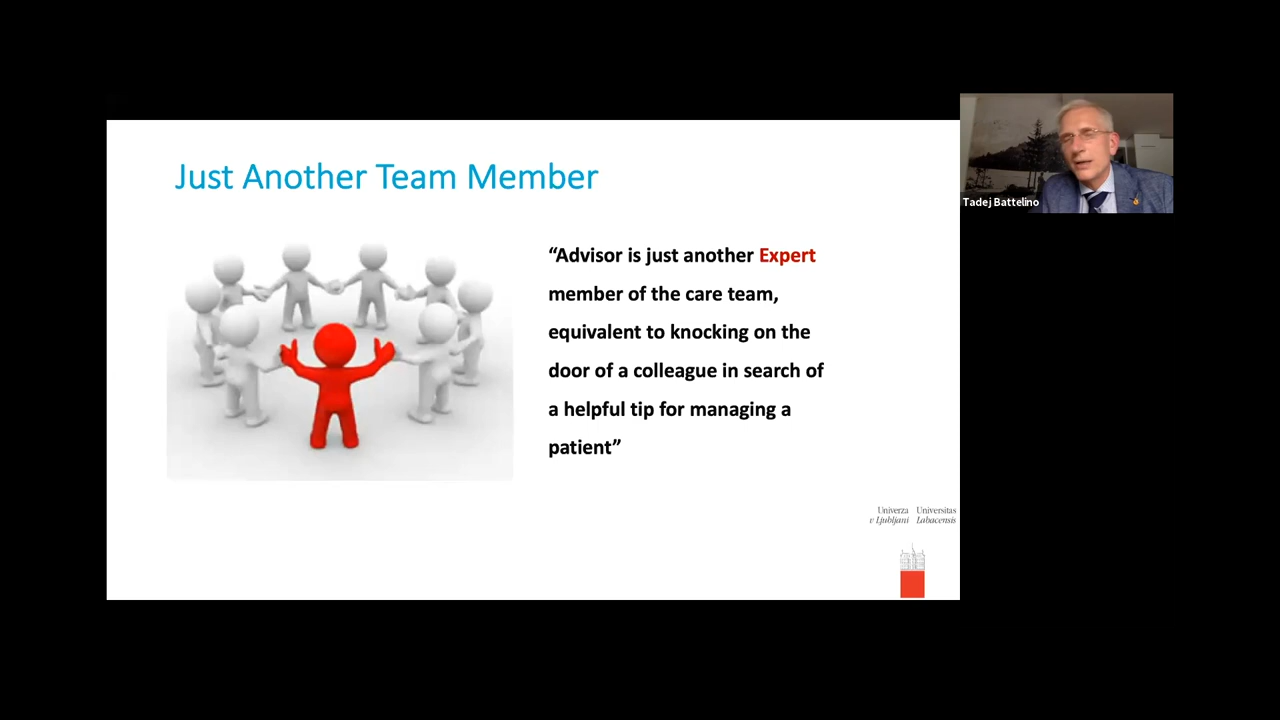 Just Another Team Member
“Advisor is just another Expert
member of the care team,
equivalent to knocking on the
door of a colleague in search of
a helpful tip for managing a
patient”
Univerza Universitas
v Ljubljani Labacensis
Tadej Battelino